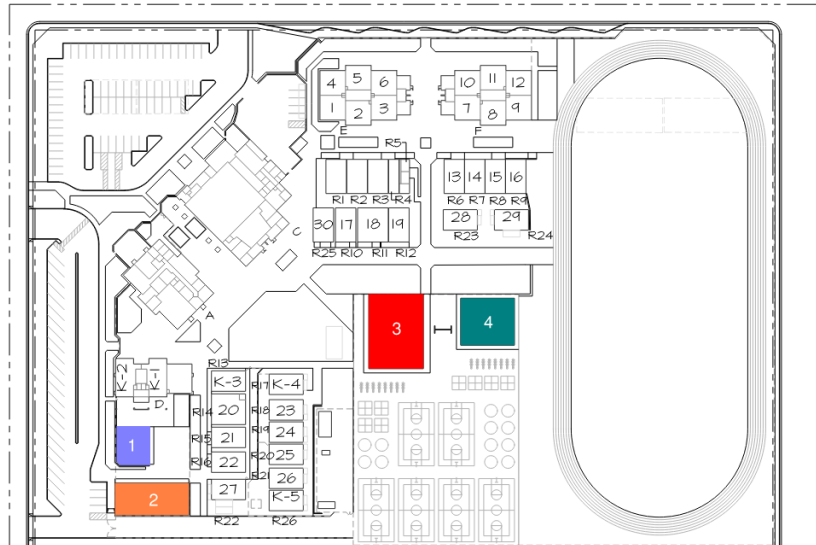 4 5 6 10 11 12
1 2 3 7 8 9
E F
R5
13 14 15 16
R1 R2 R3 R4 R6 R7 R8 R9
30 17 18 19 28 29
C
R25 R10 R11 R12 R23 R24
A
3 4
R13
K-2 K-1 K-3 R17 K-4
D.
R14 20 R18 23
R19 24
1 R15 21
R16 22 R20 25
R21 26
2 27 K-5
R22 R26